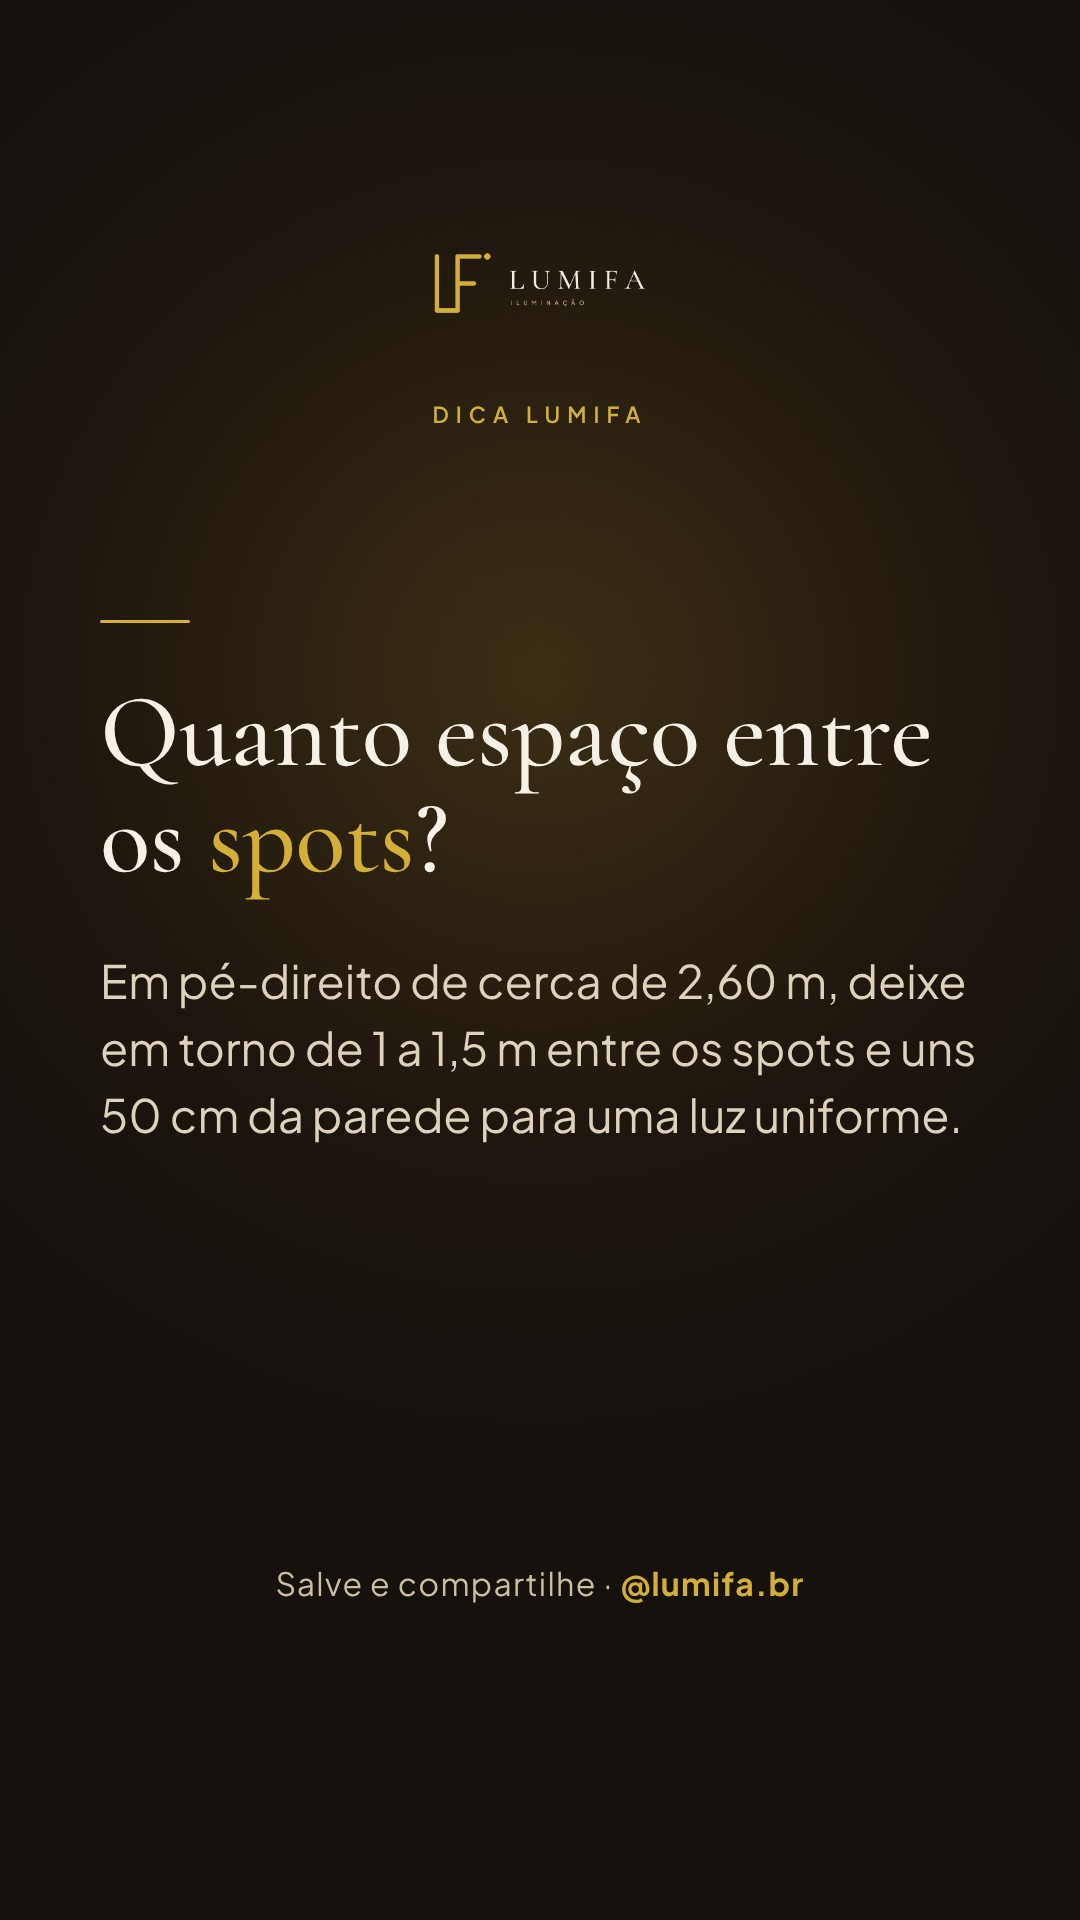 LF
LUMIFA
ILUMINAÇÃO
DICA LUMIFA
Quanto espaço entre
os spots?
Em pé-direito de cerca de 2,60 m, deixe
em torno de 1 a 1,5 m entre os spots e uns
50 cm da parede para uma luz uniforme.
Salve e compartilhe · @lumifa.br